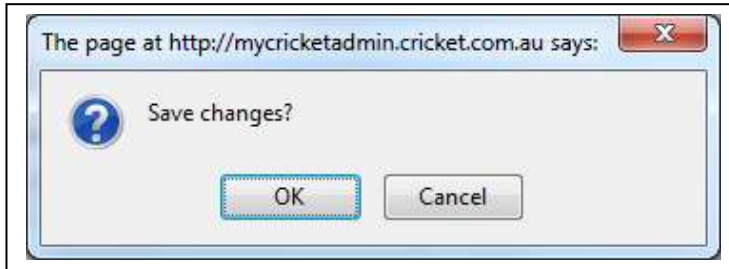 The page at http://mycricketadmin.cricket.com.au says:
Save changes?
OK Cancel